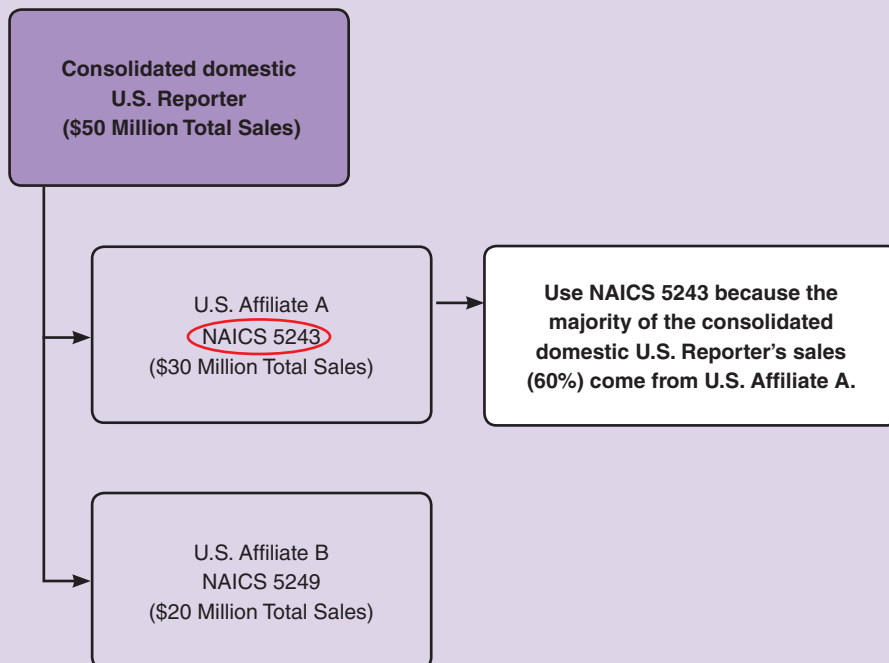 Consolidated domestic
U.S. Reporter
($50 Million Total Sales)
U.S. Affiliate A
NAICS 5243
($30 Million Total Sales)
Use NAICS 5243 because the
majority of the consolidated
domestic U.S. Reporter’s sales
(60%) come from U.S. Affiliate A.
U.S. Affiliate B
NAICS 5249
($20 Million Total Sales)